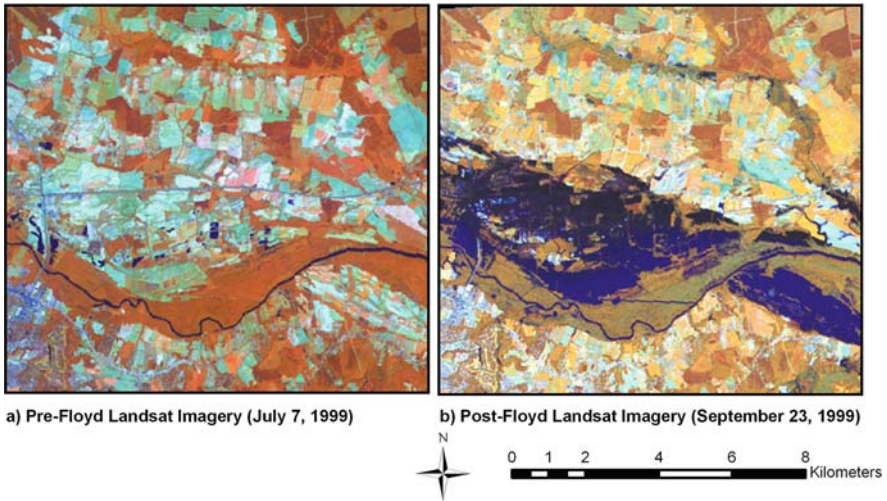 a) Pre-Floyd Landsat Imagery (July 7, 1999)
b) Post-Floyd Landsat Imagery (September 23, 1999)
N
0 1 2 4 6 8
Kilometers